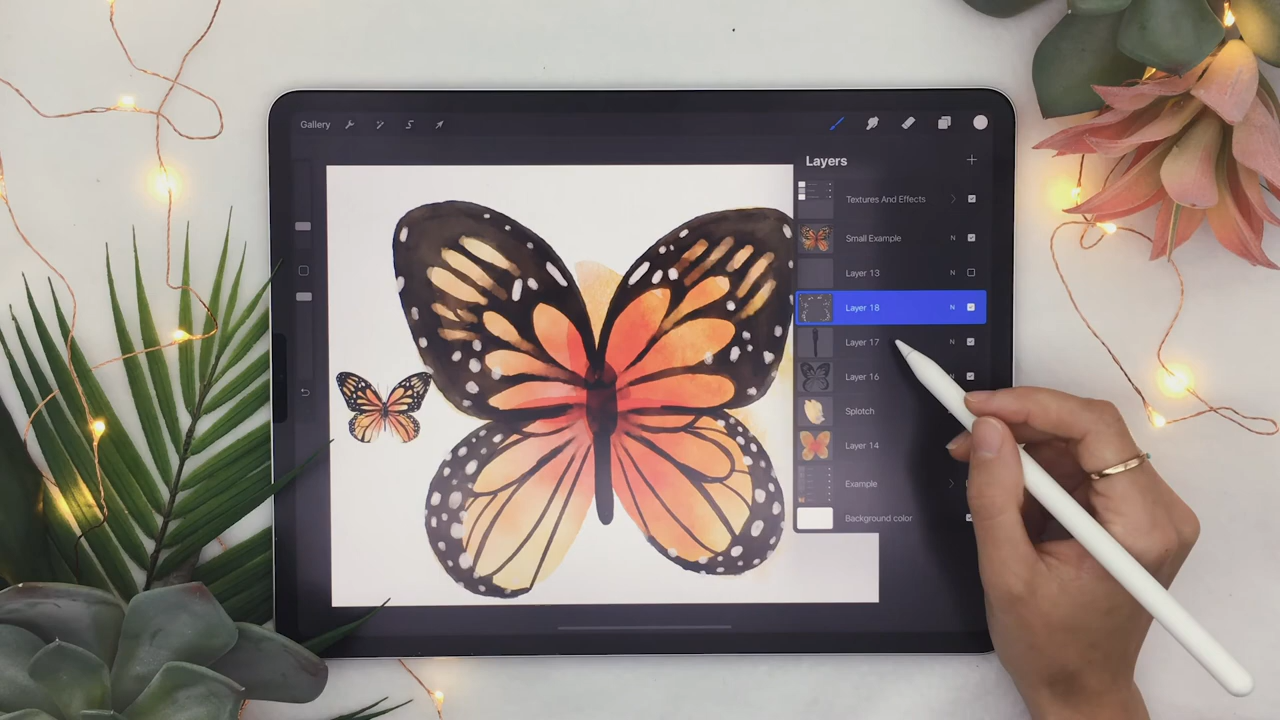 Gallery
Layers
Textures And Effects
Small Example N
Layer 13 N
Layer 18 N
Layer 17 N
Layer 16 N
Splotch
Layer 14
Example
Background color